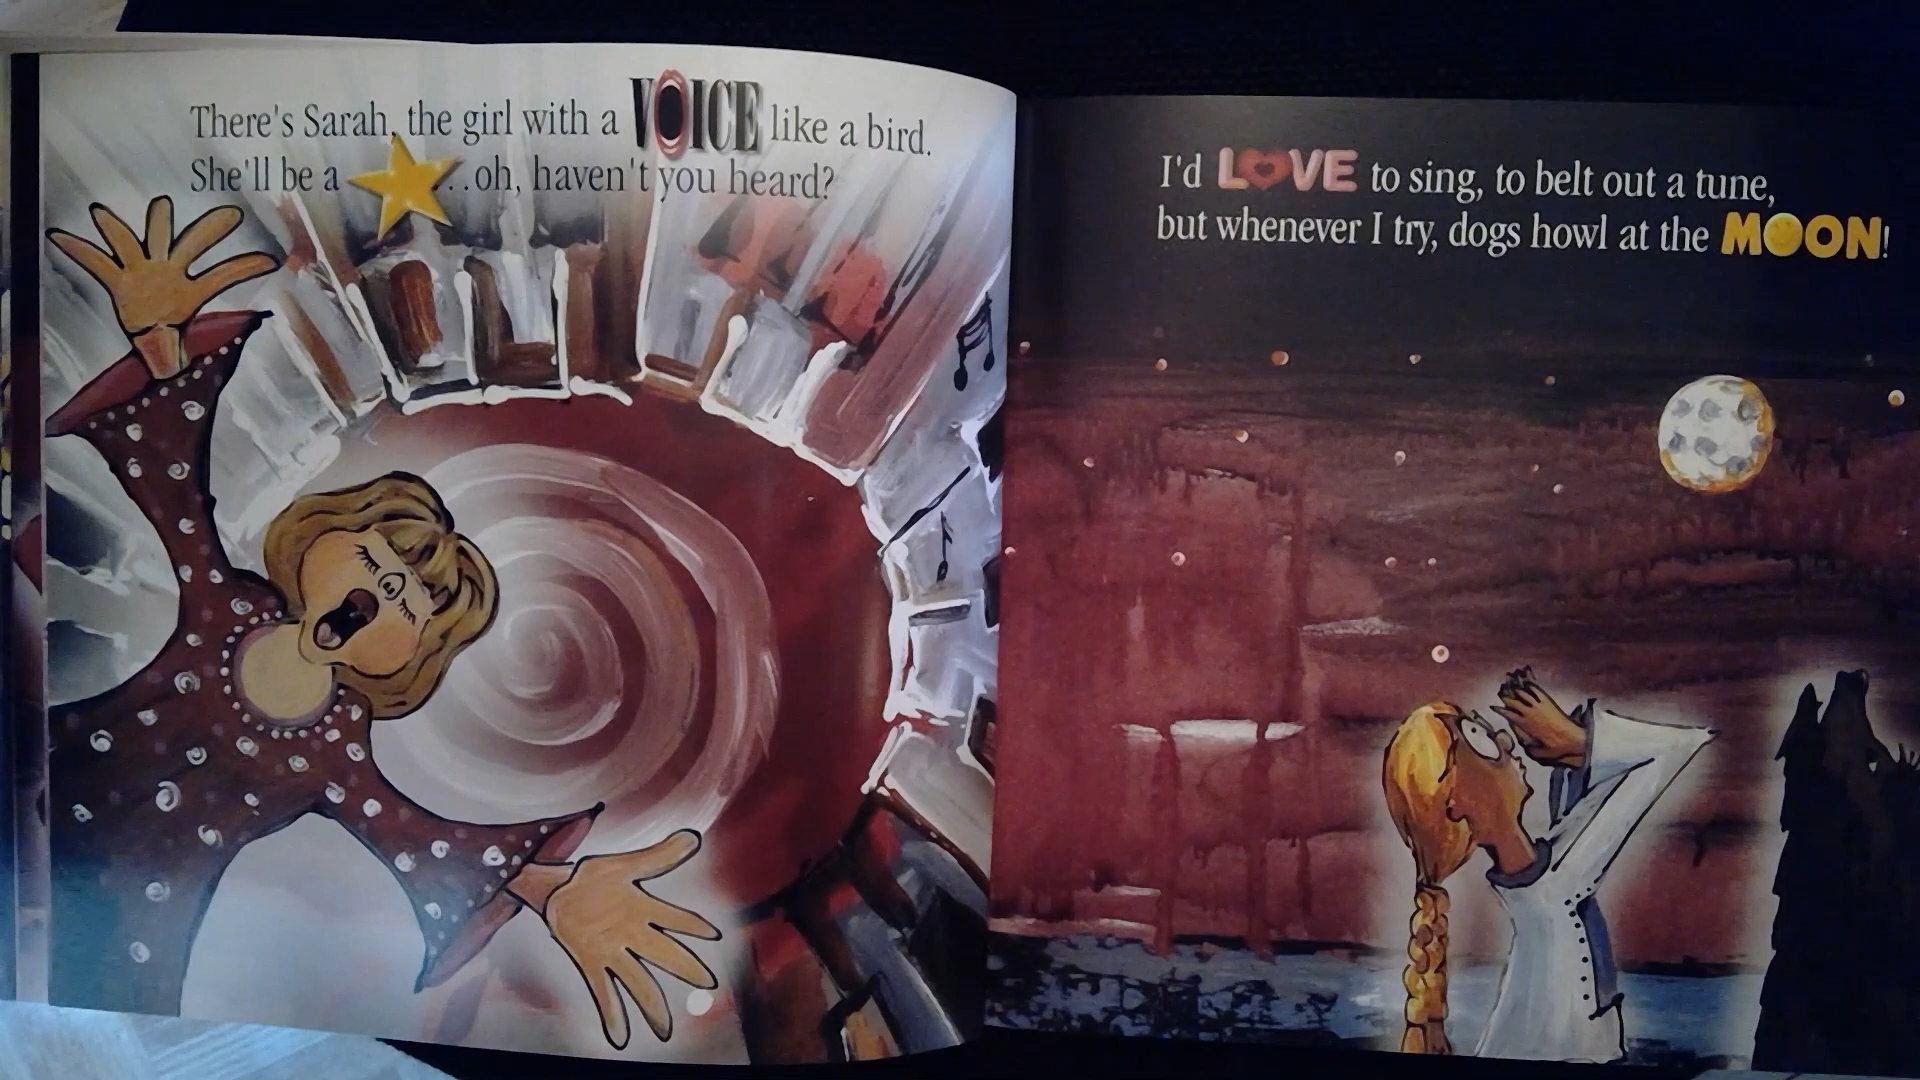 There's Sarah, the girl with a VOICE like a bird.
She'll be a ...oh, haven't you heard?
I'd LOVE to sing, to belt out a tune,
but whenever I try, dogs howl at the MOON!